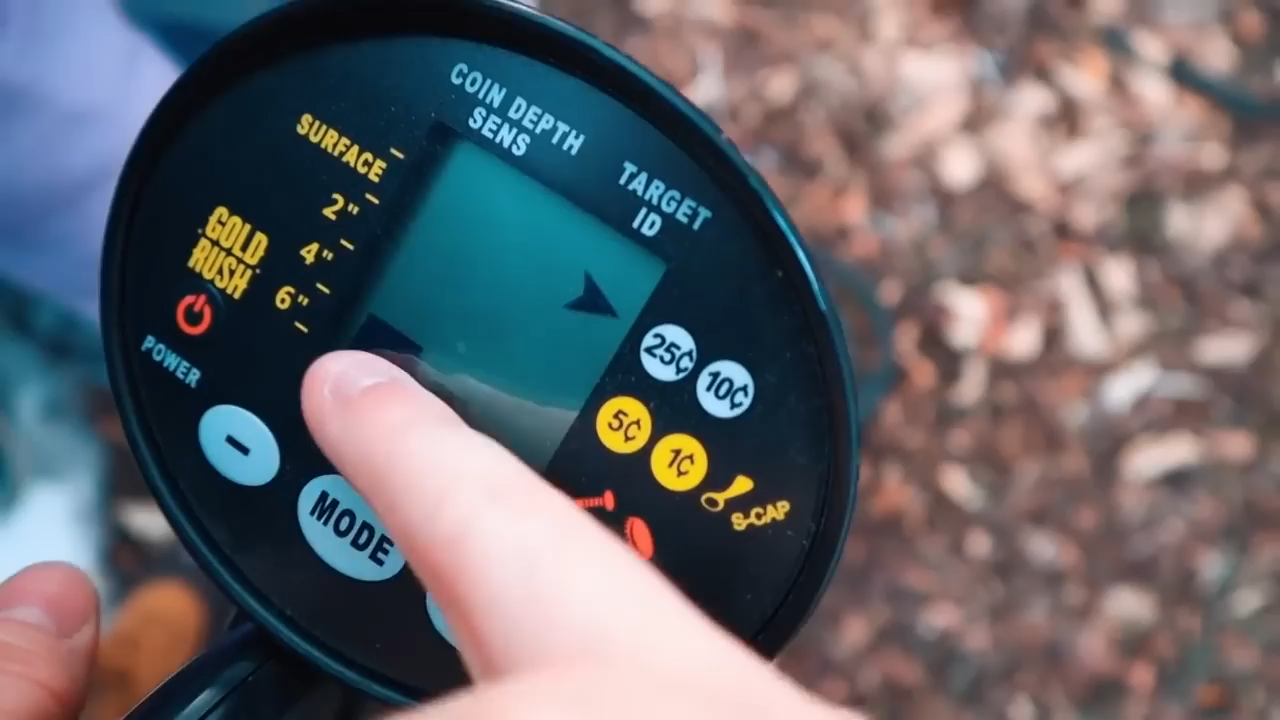 COIN DEPTH
SENS
TARGET
ID
SURFACE
2"
4"
6"
GOLD
RUSH
POWER
25¢
10¢
5¢
1¢
S-CAP
-
MODE